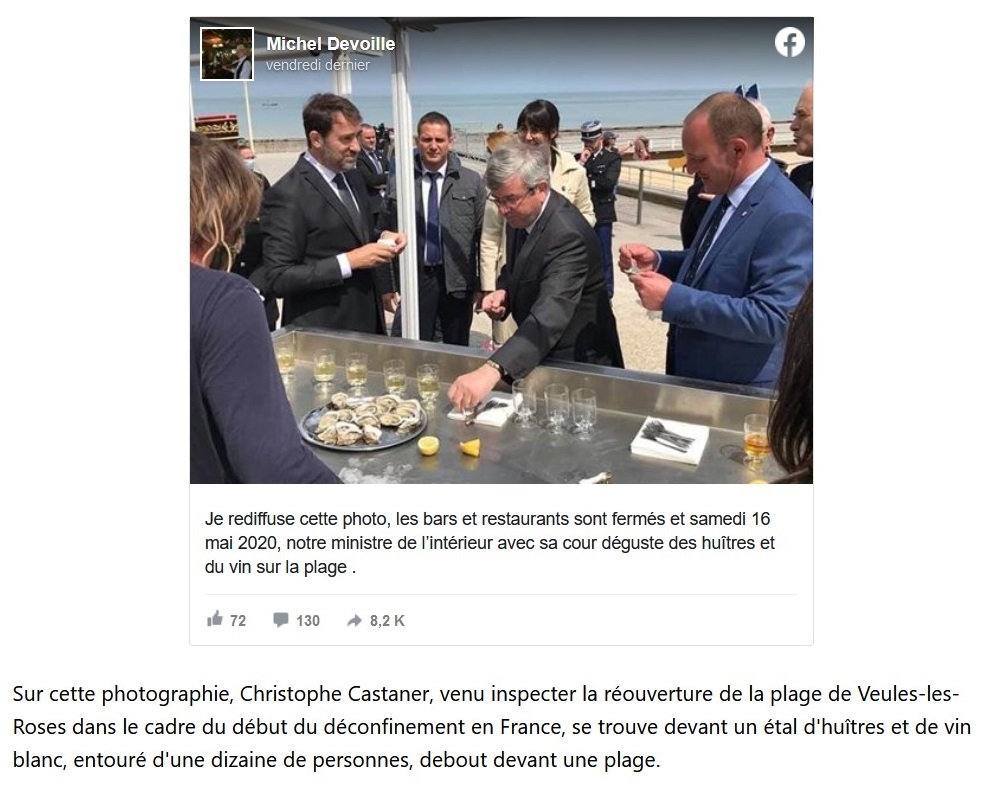 Michel Devoille
vendredi dernier
Je rediffuse cette photo, les bars et restaurants sont fermés et samedi 16
mai 2020, notre ministre de l'intérieur avec sa cour déguste des huîtres et
du vin sur la plage .
72 130 8,2 K
Sur cette photographie, Christophe Castaner, venu inspecter la réouverture de la plage de Veules-les-
Roses dans le cadre du début du déconfinement en France, se trouve devant un étal d'huîtres et de vin
blanc, entouré d'une dizaine de personnes, debout devant une plage.